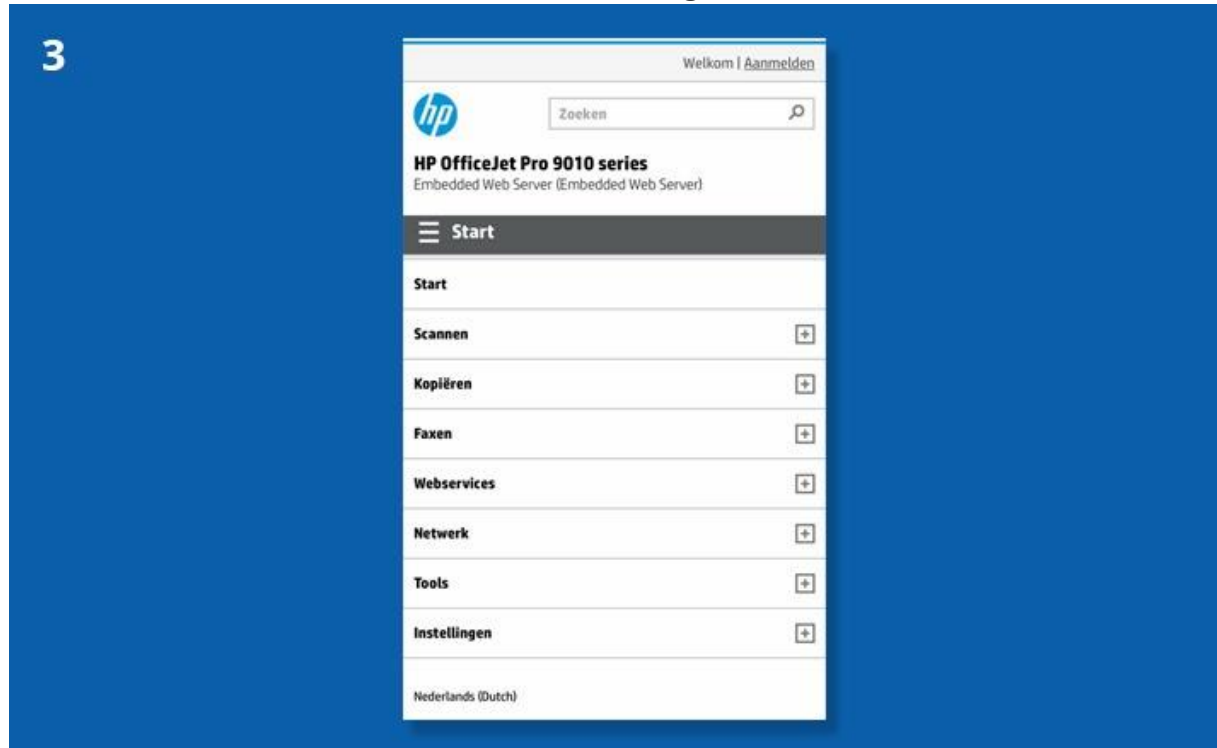 3
Welkom | Aanmelden
hp
Zoeken
HP OfficeJet Pro 9010 series
Embedded Web Server (Embedded Web Server)
Start
Start
Scannen
Kopiëren
Faxen
Webservices
Netwerk
Tools
Instellingen
Nederlands (Dutch)